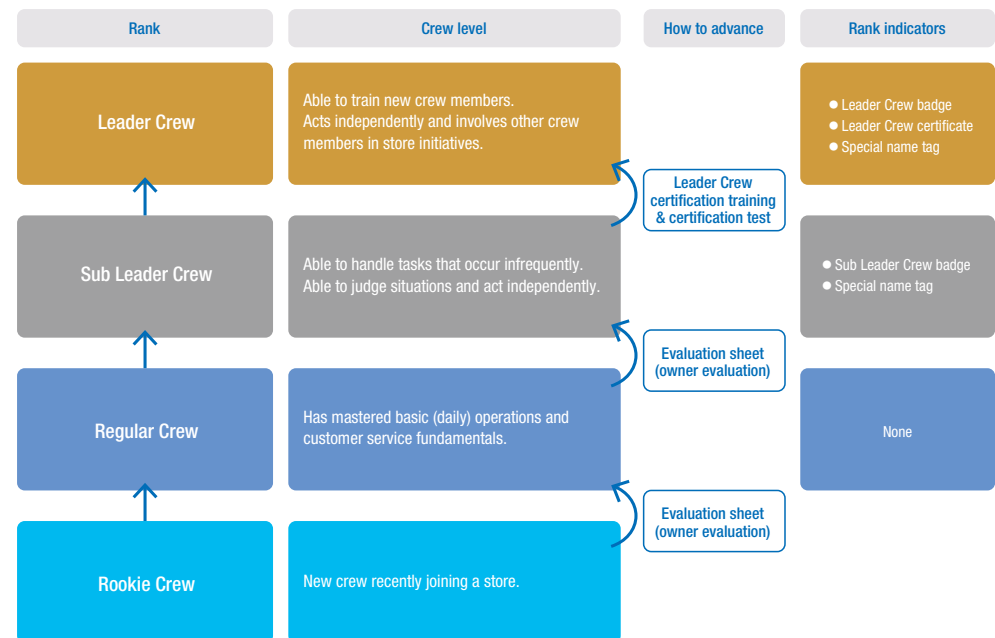 Rank
Crew level
How to advance
Rank indicators
Leader Crew
Able to train new crew members.
Acts independently and involves other crew
members in store initiatives.
● Leader Crew badge
● Leader Crew certificate
● Special name tag
Leader Crew
certification training
& certification test
Sub Leader Crew
Able to handle tasks that occur infrequently.
Able to judge situations and act independently.
● Sub Leader Crew badge
● Special name tag
Evaluation sheet
(owner evaluation)
Regular Crew
Has mastered basic (daily) operations and
customer service fundamentals.
None
Evaluation sheet
(owner evaluation)
Rookie Crew
New crew recently joining a store.